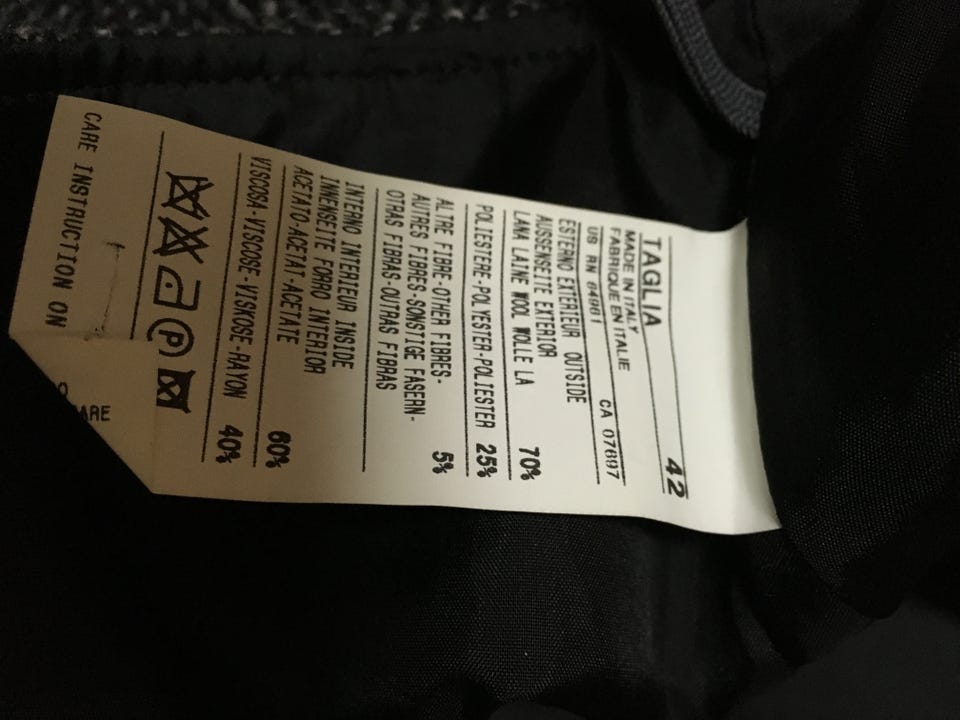 TAGLIA 42
MADE IN ITALY
FABRIQUE EN ITALIE
US RN 84961 CA 07697
ESTERNO EXTERIEUR OUTSIDE
AUSSENSEITE EXTERIOR
LANA LAINE WOOL WOLLE LA 70%
POLIESTERE-POLYESTER-POLIESTER 25%
ALTRE FIBRE-OTHER FIBRES-
AUTRES FIBRES-SONSTIGE FASERN-
OTRAS FIBRAS-OUTRAS FIBRAS 5%
INTERNO INTERIEUR INSIDE
INNENSEITE FORRO INTERIOR
ACETATO-ACETAT-ACETATE 60%
VISCOSA-VISCOSE-VISKOSE-RAYON 40%
P
CARE INSTRUCTION ON